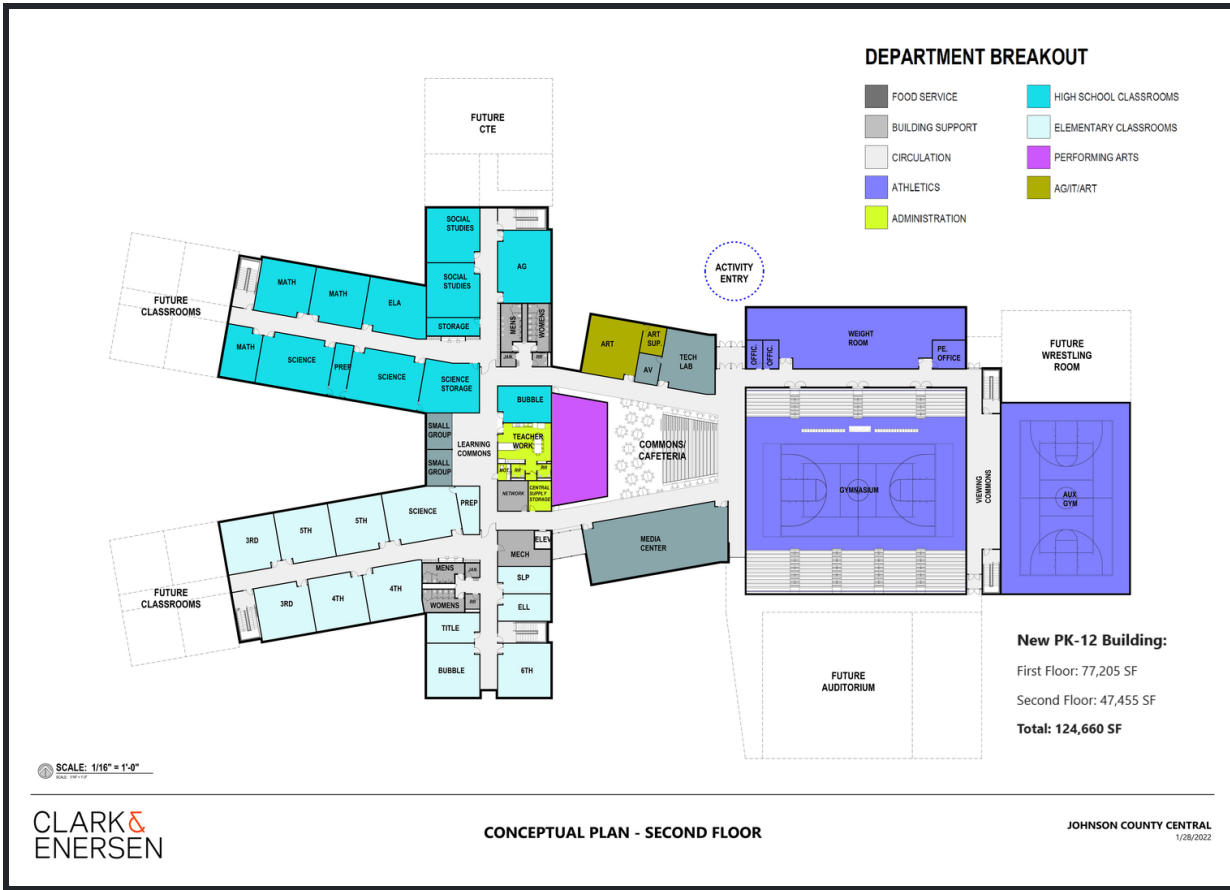 DEPARTMENT BREAKOUT
FOOD SERVICE
HIGH SCHOOL CLASSROOMS
BUILDING SUPPORT
ELEMENTARY CLASSROOMS
CIRCULATION
PERFORMING ARTS
ATHLETICS
AG/IT/ART
ADMINISTRATION
FUTURE
CTE
SOCIAL
STUDIES
AG
SOCIAL
STUDIES
STORAGE
MENS
WOMENS
JAN.
RR
FUTURE
CLASSROOMS
MATH
MATH
ELA
MATH
SCIENCE
PREP
SCIENCE
SCIENCE
STORAGE
ACTIVITY
ENTRY
ART
ART
SUP.
AV
TECH
LAB
OFFIC.
OFFIC.
WEIGHT
ROOM
PE.
OFFICE
FUTURE
WRESTLING
ROOM
BUBBLE
SMALL
GROUP
SMALL
GROUP
LEARNING
COMMONS
TEACHER
WORK
MOT.
RR
RR
NETWORK
CENTRAL
SUPPLY
STORAGE
COMMONS/
CAFETERIA
GYMNASIUM
VIEWING
COMMONS
AUX
GYM
3RD
5TH
5TH
SCIENCE
PREP
FUTURE
CLASSROOMS
3RD
4TH
4TH
MENS
JAN.
WOMENS
RR
MECH
ELEV
SLP
ELL
TITLE
BUBBLE
6TH
MEDIA
CENTER
FUTURE
AUDITORIUM
New PK-12 Building:
First Floor: 77,205 SF
Second Floor: 47,455 SF
Total: 124,660 SF
SCALE: 1/16" = 1'-0"
CLARK&
ENERSEN
CONCEPTUAL PLAN - SECOND FLOOR
JOHNSON COUNTY CENTRAL
1/28/2022